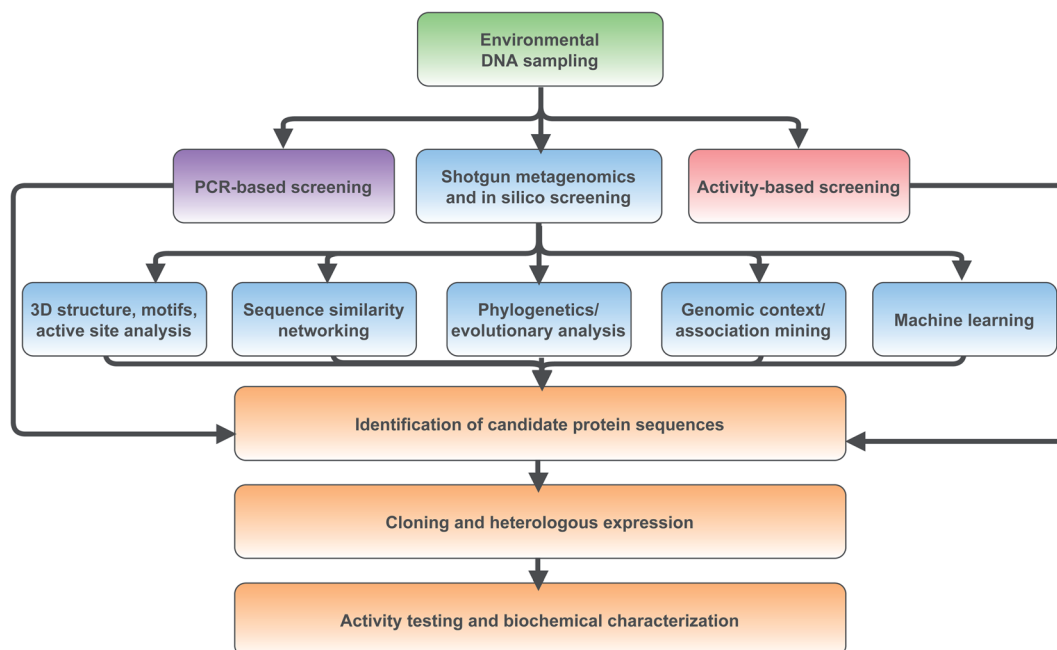 Environmental
DNA sampling
PCR-based screening
Shotgun metagenomics
and in silico screening
Activity-based screening
3D structure, motifs,
active site analysis
Sequence similarity
networking
Phylogenetics/
evolutionary analysis
Genomic context/
association mining
Machine learning
Identification of candidate protein sequences
Cloning and heterologous expression
Activity testing and biochemical characterization